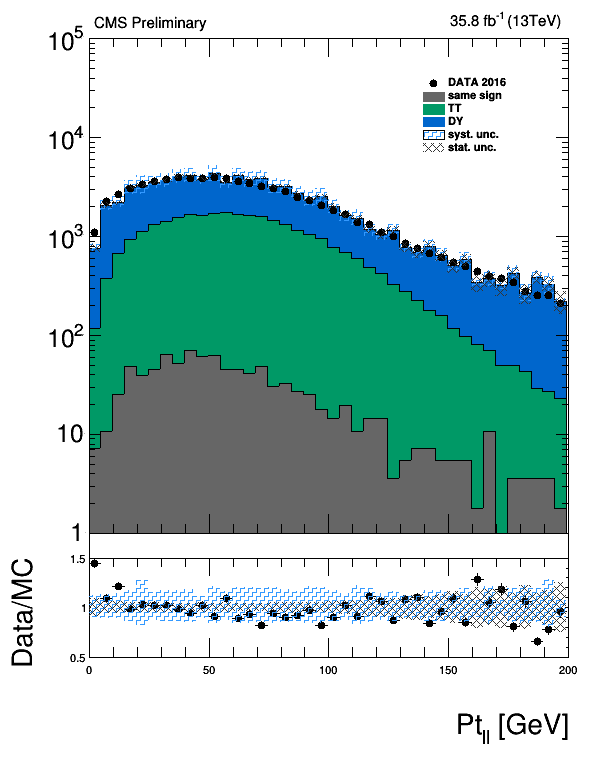 CMS Preliminary 35.8 fb⁻¹ (13TeV)
10⁵
DATA 2016
same sign
TT
DY
syst. unc.
stat. unc.
10⁴
10³
10²
10
1
1.5
1
0.5
Data/MC
0 50 100 150 200
Pt_ll [GeV]